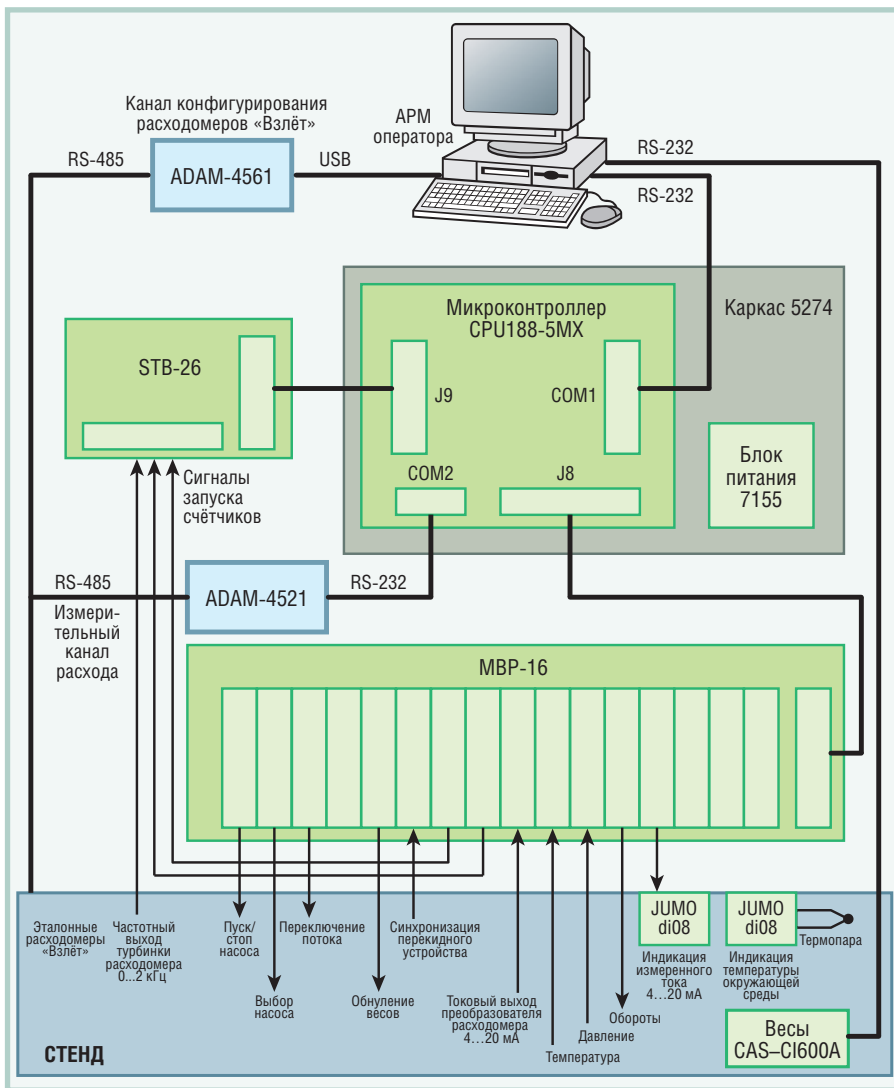 Канал конфигурирования
расходомеров «Взлёт»
АРМ
оператора
RS-485
ADAM-4561
USB
RS-232
RS-232
Микроконтроллер
CPU188-5MX
Каркас 5274
STB-26
J9
COM1
Блок
питания
7155
COM2
J8
Сигналы
запуска
счётчиков
RS-485
ADAM-4521
RS-232
Измери-
тельный
канал
расхода
МВР-16
JUMO
di08
JUMO
di08
Термопара
Эталонные
расходомеры
«Взлёт»
Частотный
выход
турбинки
расходомера
0...2 кГц
Пуск/
стоп
насоса
Переключение
потока
Синхронизация
перекидного
устройства
Индикация
измеренного
тока
4...20 мА
Индикация
температуры
окружающей
среды
Выбор
насоса
Обнуление
весов
Токовый выход
преобразователя
расходомера
4...20 мА
Обороты
Давление
Температура
Весы
CAS–CI600A
СТЕНД